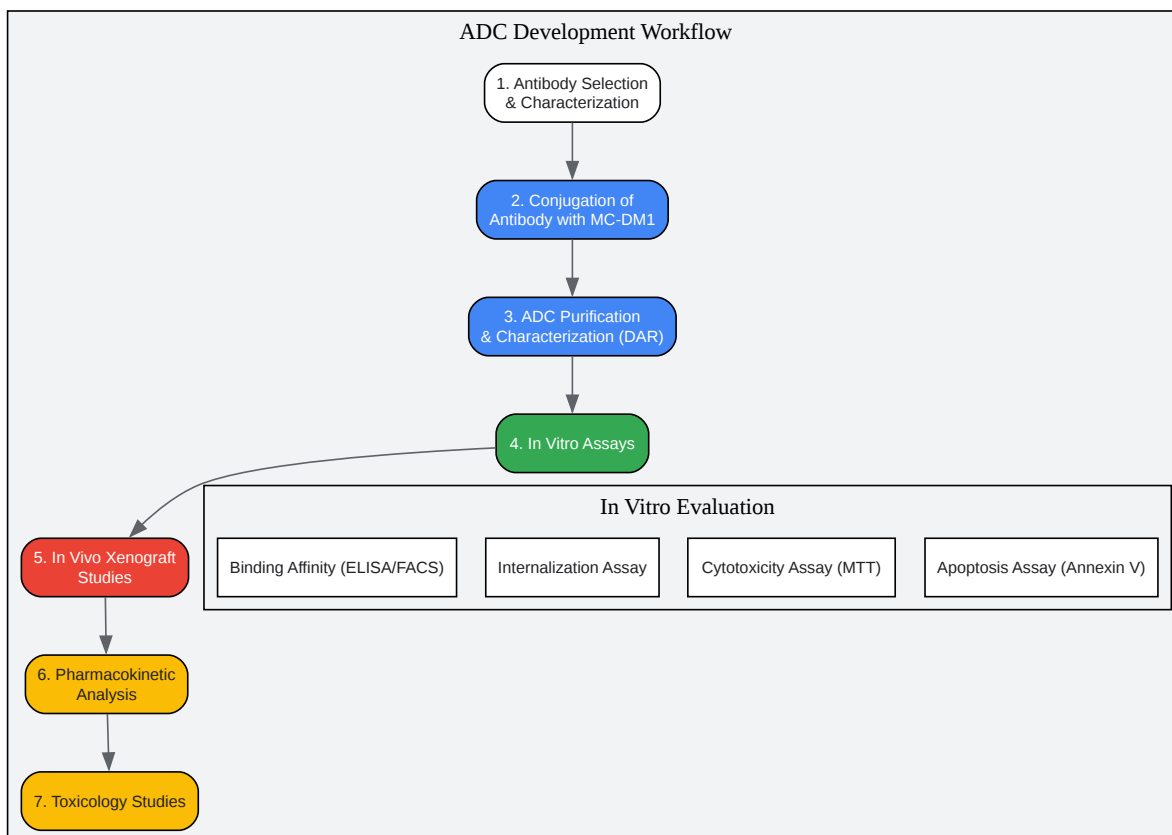 ADC Development Workflow
1. Antibody Selection
& Characterization
2. Conjugation of
Antibody with MC-DM1
3. ADC Purification
& Characterization (DAR)
4. In Vitro Assays
In Vitro Evaluation
Binding Affinity (ELISA/FACS)
Internalization Assay
Cytotoxicity Assay (MTT)
Apoptosis Assay (Annexin V)
5. In Vivo Xenograft
Studies
6. Pharmacokinetic
Analysis
7. Toxicology Studies